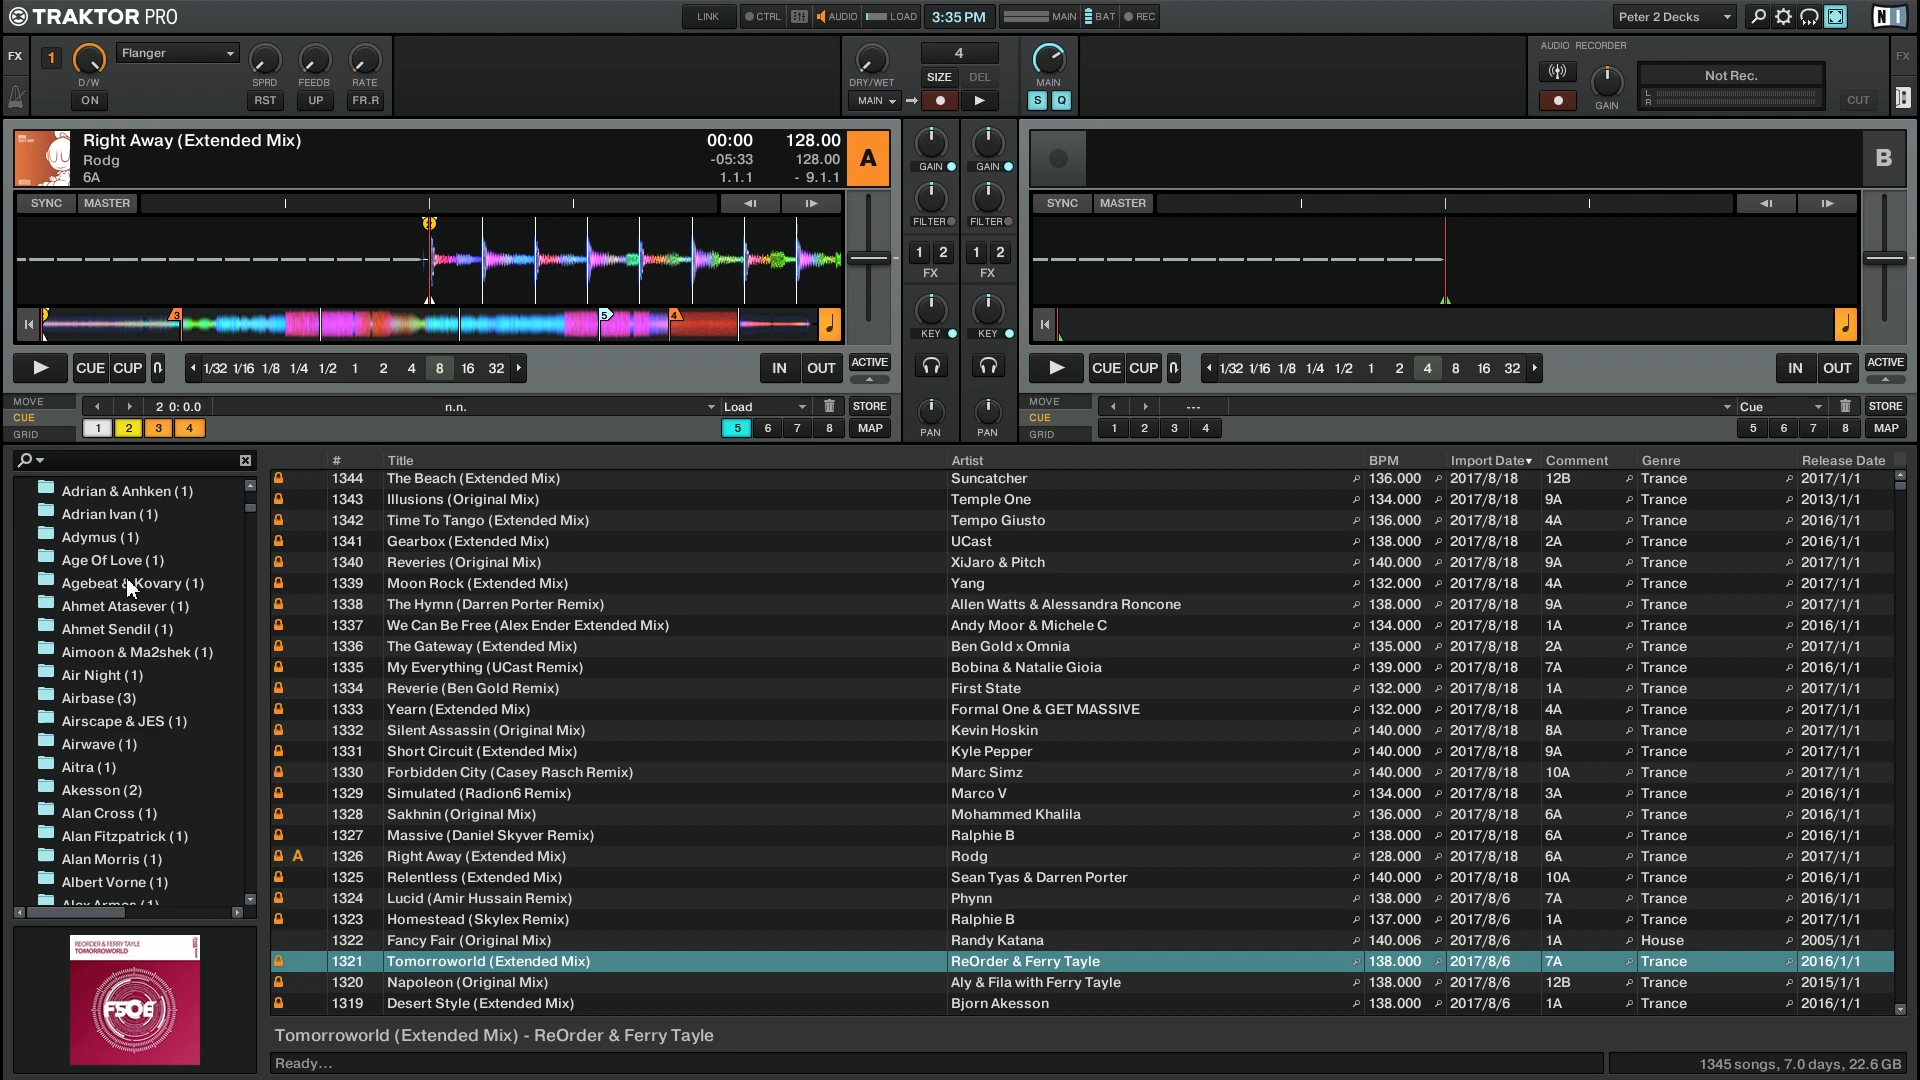 TRAKTOR PRO
LINK CTRL AUDIO LOAD 3:35 PM MAIN BAT REC
Peter 2 Decks
FX 1 D/W ON Flanger SPRD RST FEEDB UP RATE FR.R
DRY/WET MAIN 4 SIZE DEL MAIN S Q
AUDIO RECORDER GAIN Not Rec. L R CUT FX
Right Away (Extended Mix) 00:00 128.00
Rodg -05:33 128.00
6A 1.1.1 - 9.1.1
A
GAIN GAIN
FILTER FILTER
1 2 1 2
FX FX
KEY KEY
PAN PAN
B
SYNC MASTER
SYNC MASTER
3 5 4
CUE CUP 1/32 1/16 1/8 1/4 1/2 1 2 4 8 16 32 IN OUT ACTIVE
CUE CUP 1/32 1/16 1/8 1/4 1/2 1 2 4 8 16 32 IN OUT ACTIVE
MOVE CUE GRID 2 0: 0.0 n.n. Load STORE
1 2 3 4 5 6 7 8 MAP
MOVE CUE GRID --- Cue STORE
1 2 3 4 5 6 7 8 MAP
Adrian & Anhken (1)
Adrian Ivan (1)
Adymus (1)
Age Of Love (1)
Agebeat & Kovary (1)
Ahmet Atasever (1)
Ahmet Sendil (1)
Aimoon & Ma2shek (1)
Air Night (1)
Airbase (3)
Airscape & JES (1)
Airwave (1)
Aitra (1)
Akesson (2)
Alan Cross (1)
Alan Fitzpatrick (1)
Alan Morris (1)
Albert Vorne (1)
REORDER & FERRY TAYLE
TOMORROWORLD
FSOE
# Title Artist BPM Import Date Comment Genre Release Date
1344 The Beach (Extended Mix) Suncatcher 136.000 2017/8/18 12B Trance 2017/1/1
1343 Illusions (Original Mix) Temple One 134.000 2017/8/18 9A Trance 2013/1/1
1342 Time To Tango (Extended Mix) Tempo Giusto 136.000 2017/8/18 4A Trance 2016/1/1
1341 Gearbox (Extended Mix) UCast 138.000 2017/8/18 2A Trance 2016/1/1
1340 Reveries (Original Mix) XiJaro & Pitch 140.000 2017/8/18 9A Trance 2016/1/1
1339 Moon Rock (Extended Mix) Yang 132.000 2017/8/18 4A Trance 2017/1/1
1338 The Hymn (Darren Porter Remix) Allen Watts & Alessandra Roncone 138.000 2017/8/18 9A Trance 2017/1/1
1337 We Can Be Free (Alex Ender Extended Mix) Andy Moor & Michele C 134.000 2017/8/18 1A Trance 2016/1/1
1336 The Gateway (Extended Mix) Ben Gold x Omnia 135.000 2017/8/18 2A Trance 2017/1/1
1335 My Everything (UCast Remix) Bobina & Natalie Gioia 139.000 2017/8/18 7A Trance 2016/1/1
1334 Reverie (Ben Gold Remix) First State 132.000 2017/8/18 1A Trance 2017/1/1
1333 Yearn (Extended Mix) Formal One & GET MASSIVE 132.000 2017/8/18 4A Trance 2017/1/1
1332 Silent Assassin (Original Mix) Kevin Hoskin 140.000 2017/8/18 8A Trance 2017/1/1
1331 Short Circuit (Extended Mix) Kyle Pepper 140.000 2017/8/18 9A Trance 2017/1/1
1330 Forbidden City (Casey Rasch Remix) Marc Simz 140.000 2017/8/18 10A Trance 2017/1/1
1329 Simulated (Radion6 Remix) Marco V 134.000 2017/8/18 3A Trance 2016/1/1
1328 Sakhnin (Original Mix) Mohammed Khalila 136.000 2017/8/18 6A Trance 2016/1/1
1327 Massive (Daniel Skyver Remix) Ralphie B 138.000 2017/8/18 6A Trance 2016/1/1
A 1326 Right Away (Extended Mix) Rodg 128.000 2017/8/18 6A Trance 2017/1/1
1325 Relentless (Extended Mix) Sean Tyas & Darren Porter 140.000 2017/8/18 10A Trance 2017/1/1
1324 Lucid (Amir Hussain Remix) Phynn 138.000 2017/8/6 7A Trance 2016/1/1
1323 Homestead (Skylex Remix) Ralphie B 137.000 2017/8/6 1A Trance 2017/1/1
1322 Fancy Fair (Original Mix) Randy Katana 140.006 2017/8/6 1A House 2005/1/1
1321 Tomorroworld (Extended Mix) ReOrder & Ferry Tayle 138.000 2017/8/6 7A Trance 2016/1/1
1320 Napoleon (Original Mix) Aly & Fila with Ferry Tayle 138.000 2017/8/6 12B Trance 2015/1/1
1319 Desert Style (Extended Mix) Bjorn Akesson 138.000 2017/8/6 1A Trance 2016/1/1
Tomorroworld (Extended Mix) - ReOrder & Ferry Tayle
Ready... 1345 songs, 7.0 days, 22.6 GB